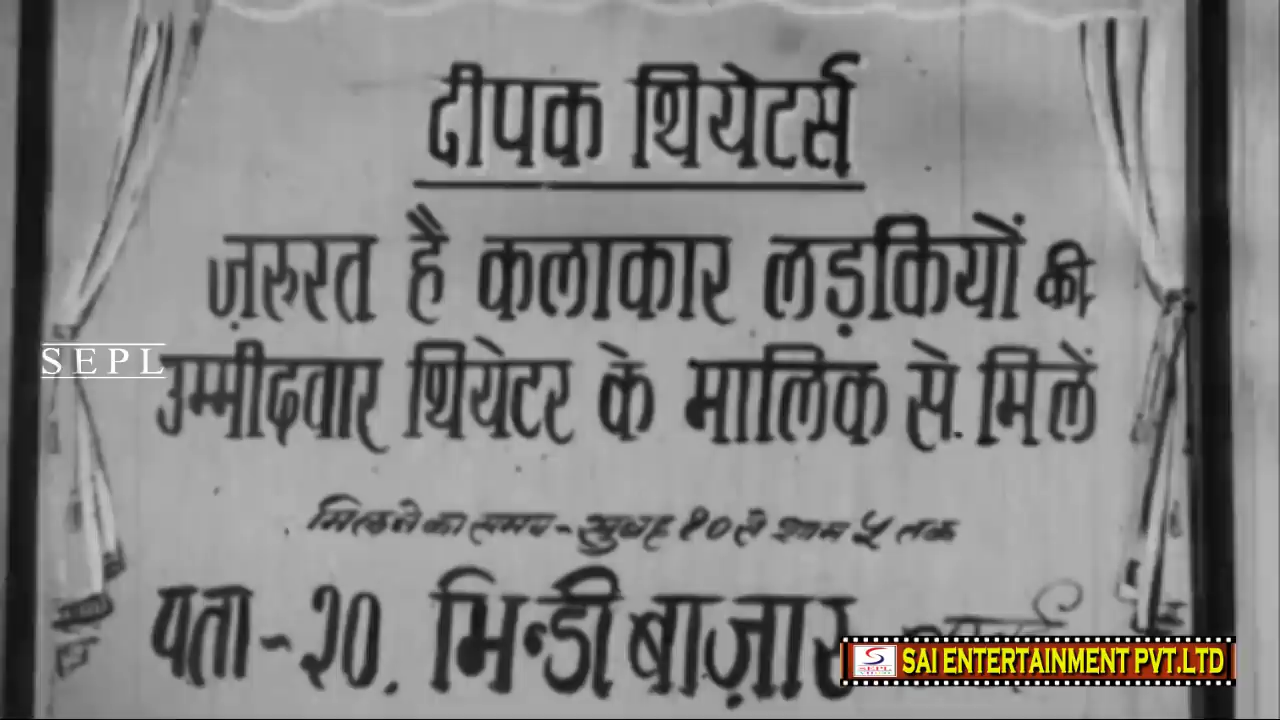 दीपक थियेटर्स
ज़रुरत है कलाकार लड़कियों की,
SEPL
उम्मीदवार थियेटर के मालिक से मिलें
मिलने का समय - सुबह १० से शाम ५ तक
पता - २०. भिन्डी बाज़ार
SEPL
SAI ENTERTAINMENT PVT.LTD